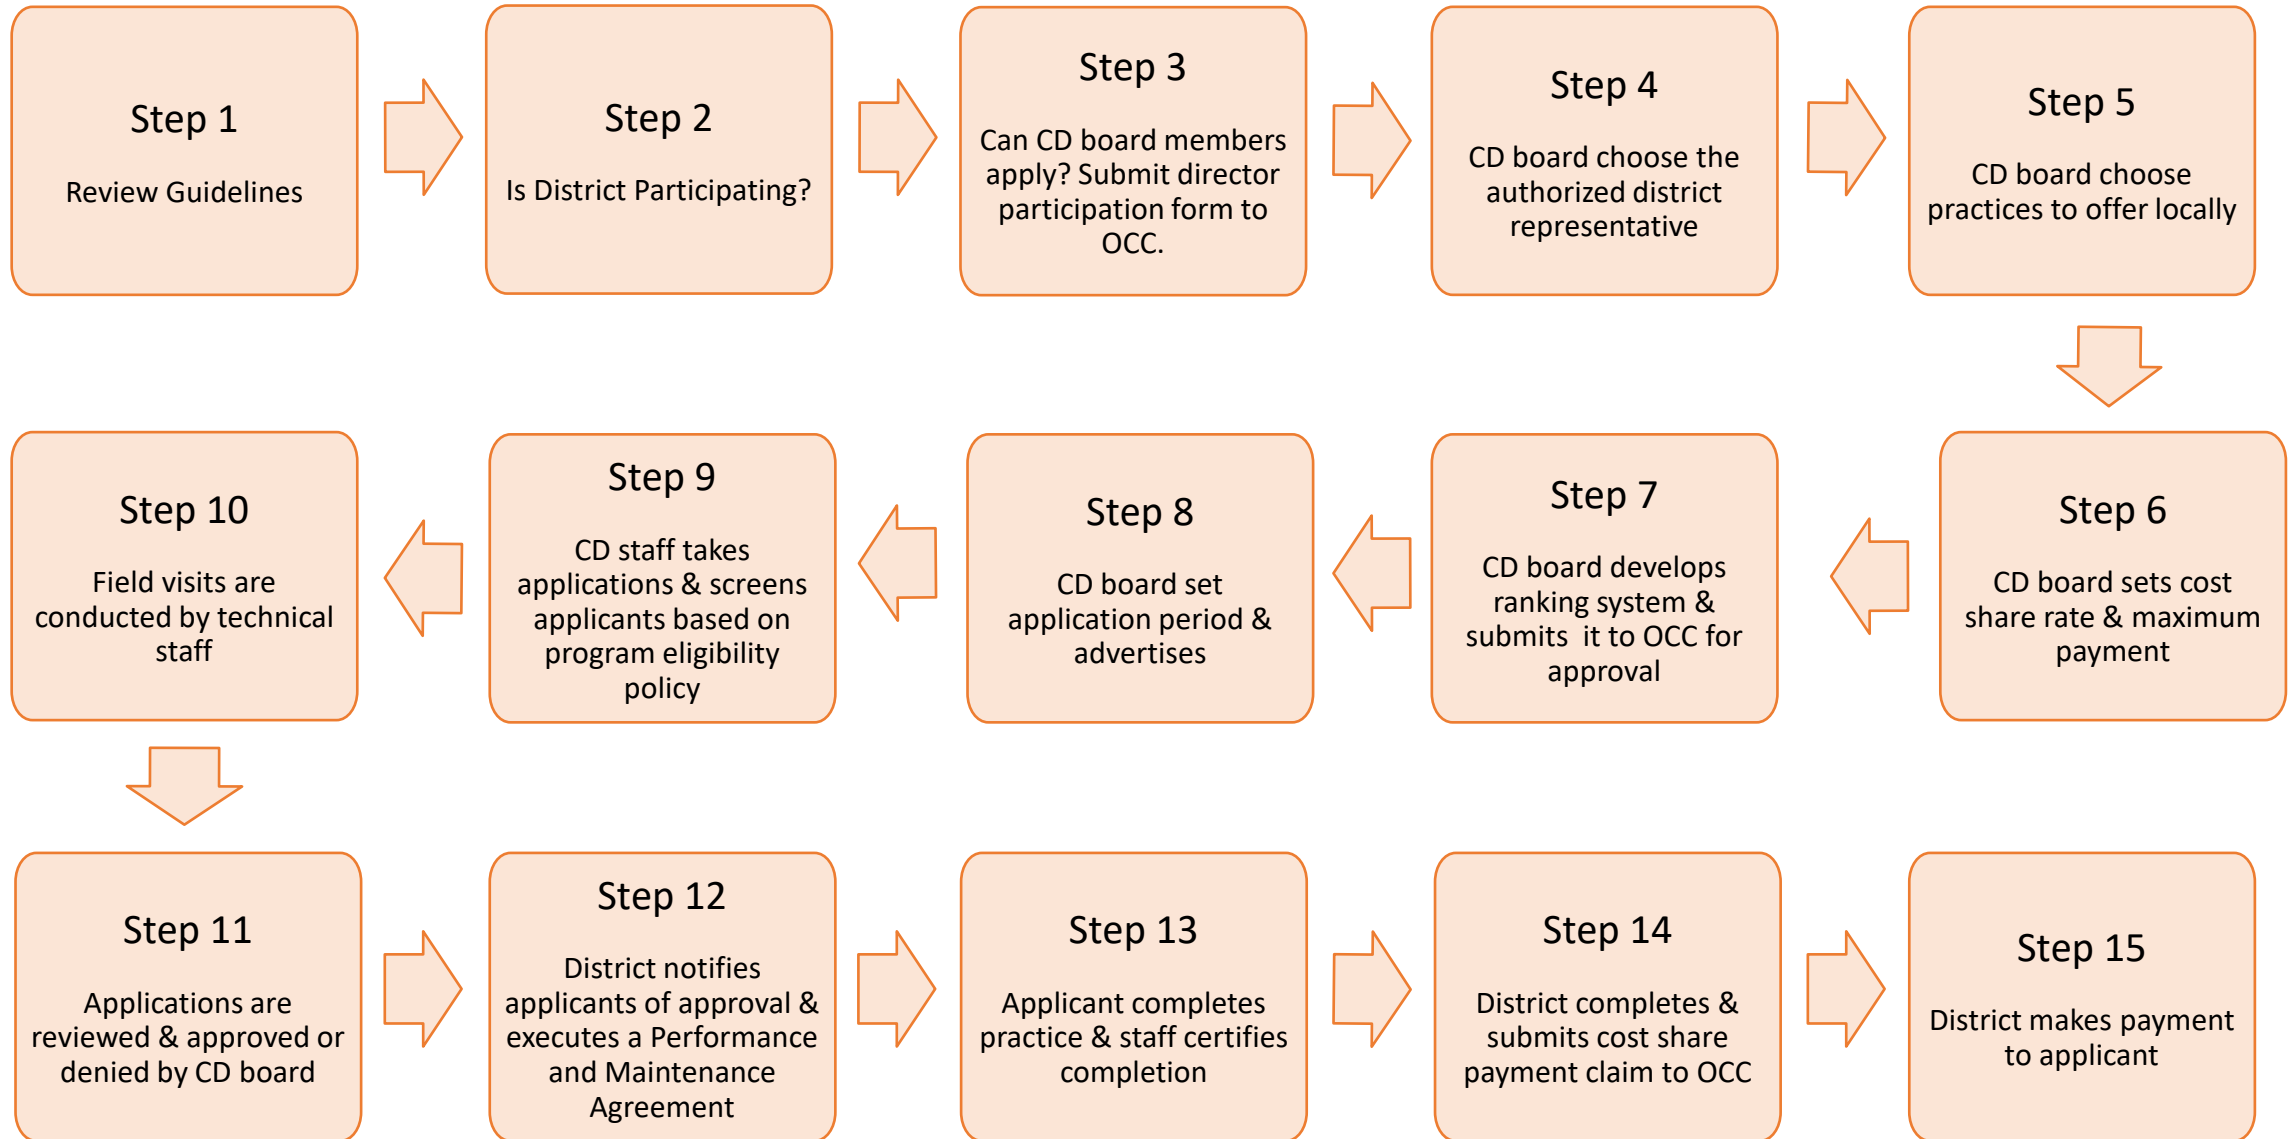 Step 1
Review Guidelines
Step 2
Is District Participating?
Step 3
Can CD board members
apply? Submit director
participation form to
OCC.
Step 4
CD board choose the
authorized district
representative
Step 5
CD board choose
practices to offer locally
Step 6
CD board sets cost
share rate & maximum
payment
Step 7
CD board develops
ranking system &
submits it to OCC for
approval
Step 8
CD board set
application period &
advertises
Step 9
CD staff takes
applications & screens
applicants based on
program eligibility
policy
Step 10
Field visits are
conducted by technical
staff
Step 11
Applications are
reviewed & approved or
denied by CD board
Step 12
District notifies
applicants of approval &
executes a Performance
and Maintenance
Agreement
Step 13
Applicant completes
practice & staff certifies
completion
Step 14
District completes &
submits cost share
payment claim to OCC
Step 15
District makes payment
to applicant